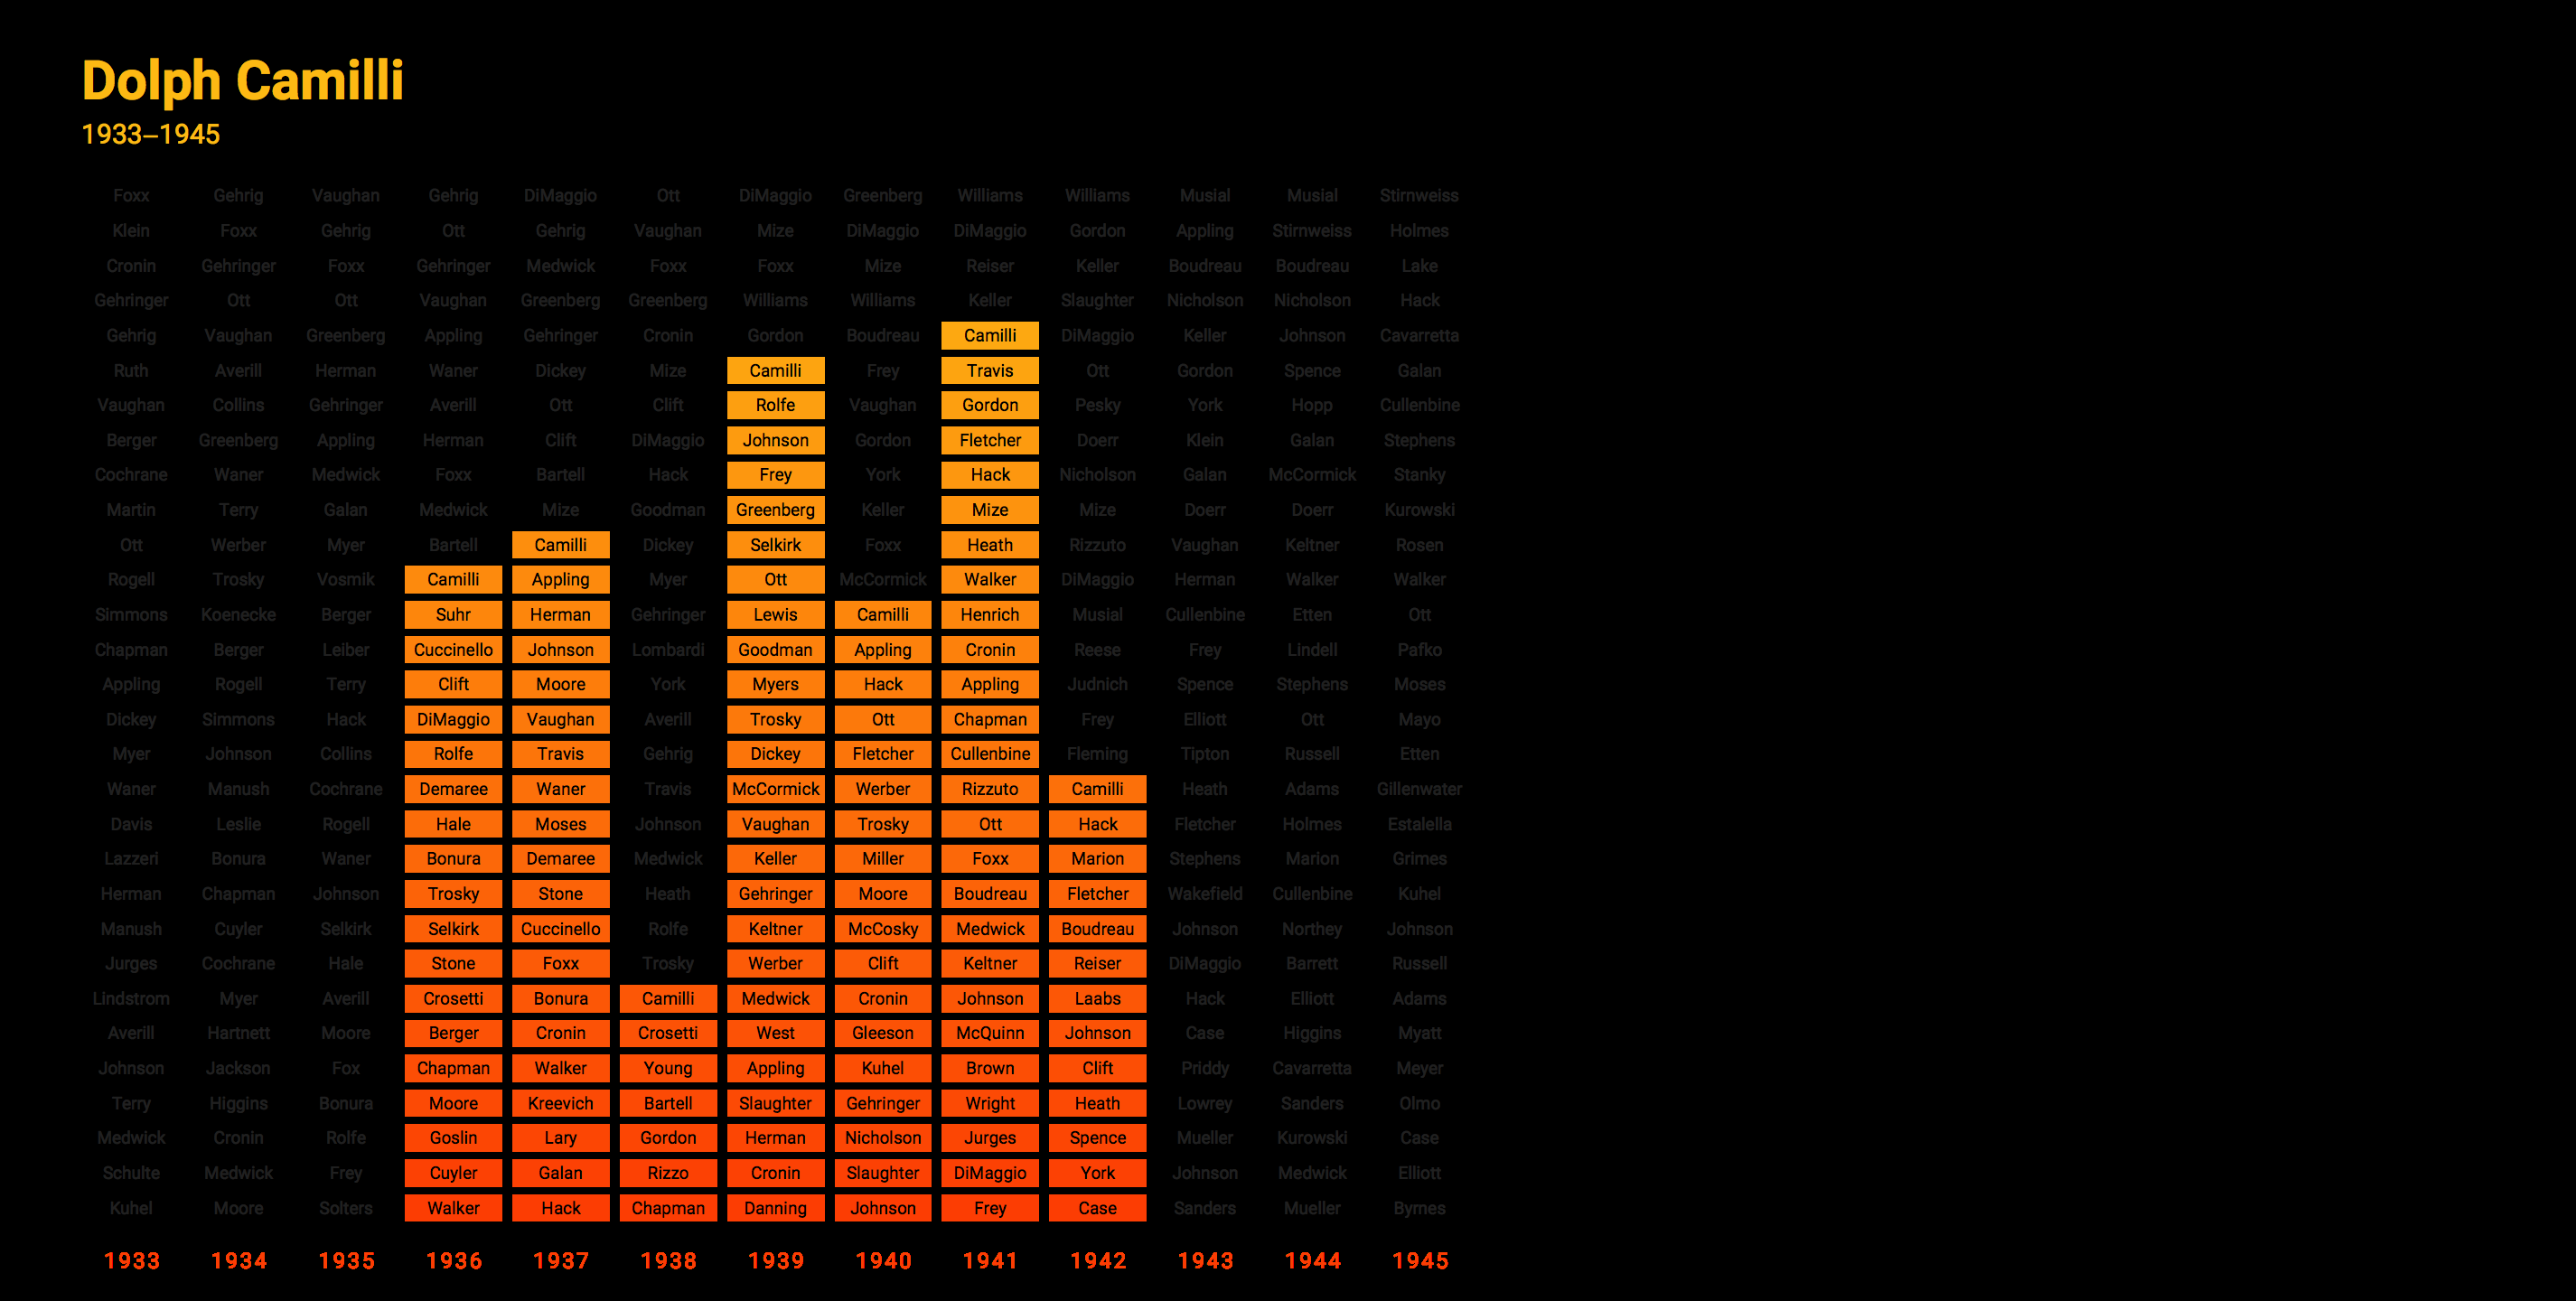 Dolph Camilli
1933–1945
Foxx Gehrig Vaughan Gehrig DiMaggio Ott DiMaggio Greenberg Williams Williams Musial Musial Stirnweiss
Klein Foxx Gehrig Ott Gehrig Vaughan Mize DiMaggio DiMaggio Gordon Appling Stirnweiss Holmes
Cronin Gehringer Foxx Gehringer Medwick Foxx Foxx Mize Reiser Keller Boudreau Boudreau Lake
Gehringer Ott Ott Vaughan Greenberg Greenberg Williams Williams Keller Slaughter Nicholson Nicholson Hack
Gehrig Vaughan Greenberg Appling Gehringer Cronin Gordon Boudreau Camilli DiMaggio Keller Johnson Cavarretta
Ruth Averill Herman Waner Dickey Mize Camilli Frey Travis Ott Gordon Spence Galan
Vaughan Collins Gehringer Averill Ott Clift Rolfe Vaughan Gordon Pesky York Hopp Cullenbine
Berger Greenberg Appling Herman Clift DiMaggio Johnson Gordon Fletcher Doerr Klein Galan Stephens
Cochrane Waner Medwick Foxx Bartell Hack Frey York Hack Nicholson Galan McCormick Stanky
Martin Terry Galan Medwick Mize Goodman Greenberg Keller Mize Mize Doerr Doerr Kurowski
Ott Werber Myer Bartell Camilli Dickey Selkirk Foxx Heath Rizzuto Vaughan Keltner Rosen
Rogell Trosky Vosmik Camilli Appling Myer Ott McCormick Walker DiMaggio Herman Walker Walker
Simmons Koenecke Berger Suhr Herman Gehringer Lewis Camilli Henrich Musial Cullenbine Etten Ott
Chapman Berger Leiber Cuccinello Johnson Lombardi Goodman Appling Cronin Reese Frey Lindell Pafko
Appling Rogell Terry Clift Moore York Myers Hack Appling Judnich Spence Stephens Moses
Dickey Simmons Hack DiMaggio Vaughan Averill Trosky Ott Chapman Frey Elliott Ott Mayo
Myer Johnson Collins Rolfe Travis Gehrig Dickey Fletcher Cullenbine Fleming Tipton Russell Etten
Waner Manush Cochrane Demaree Waner Travis McCormick Werber Rizzuto Camilli Heath Adams Gillenwater
Davis Leslie Rogell Hale Moses Johnson Vaughan Trosky Ott Hack Fletcher Holmes Estalella
Lazzeri Bonura Waner Bonura Demaree Medwick Keller Miller Foxx Marion Stephens Marion Grimes
Herman Chapman Johnson Trosky Stone Heath Gehringer Moore Boudreau Fletcher Wakefield Cullenbine Kuhel
Manush Cuyler Selkirk Selkirk Cuccinello Rolfe Keltner McCosky Medwick Boudreau Johnson Northey Johnson
Jurges Cochrane Hale Stone Foxx Trosky Werber Clift Keltner Reiser DiMaggio Barrett Russell
Lindstrom Myer Averill Crosetti Bonura Camilli Medwick Cronin Johnson Laabs Hack Elliott Adams
Averill Hartnett Moore Berger Cronin Crosetti West Gleeson McQuinn Johnson Case Higgins Myatt
Johnson Jackson Fox Chapman Walker Young Appling Kuhel Brown Clift Priddy Cavarretta Meyer
Terry Higgins Bonura Moore Kreevich Bartell Slaughter Gehringer Wright Heath Lowrey Sanders Olmo
Medwick Cronin Rolfe Goslin Lary Gordon Herman Nicholson Jurges Spence Mueller Kurowski Case
Schulte Medwick Frey Cuyler Galan Rizzo Cronin Slaughter DiMaggio York Johnson Medwick Elliott
Kuhel Moore Solters Walker Hack Chapman Danning Johnson Frey Case Sanders Mueller Byrnes
1933 1934 1935 1936 1937 1938 1939 1940 1941 1942 1943 1944 1945